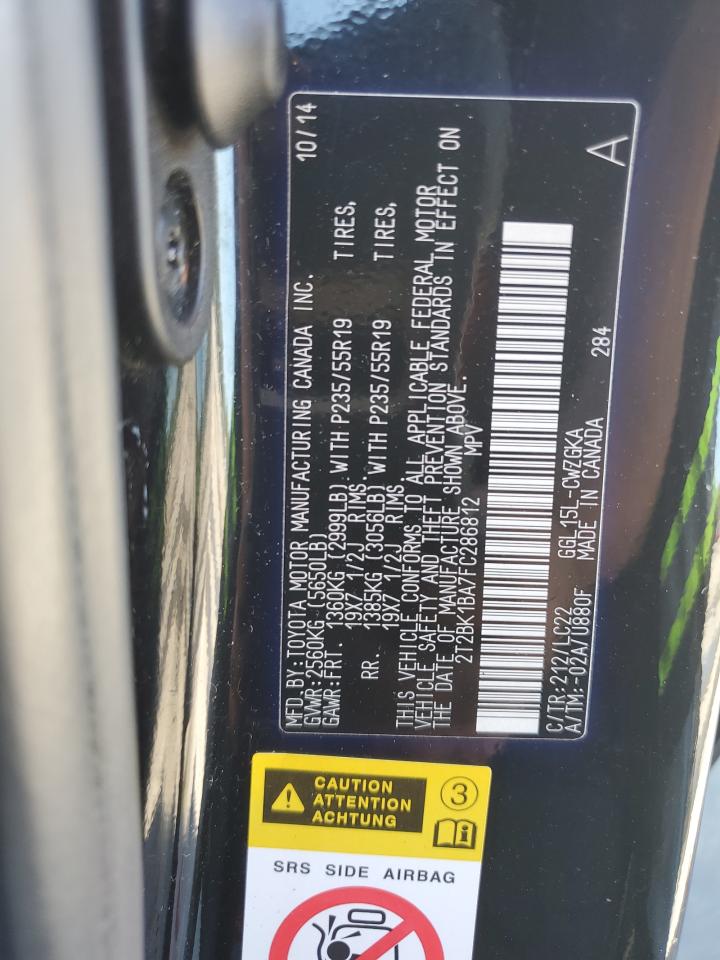 MFD.BY:TOYOTA MOTOR MANUFACTURING CANADA INC. 10/14
GVWR:2560KG (5650LB)
GAWR:FRT. 1360KG (2999LB) WITH P235/55R19 TIRES,
19X7 1/2J RIMS.
RR. 1385KG (3056LB) WITH P235/55R19 TIRES,
19X7 1/2J RIMS.
THIS VEHICLE CONFORMS TO ALL APPLICABLE FEDERAL MOTOR
VEHICLE SAFETY AND THEFT PREVENTION STANDARDS IN EFFECT ON
THE DATE OF MANUFACTURE SHOWN ABOVE.
2T2BK1BA7FC286812 MPV
C/TR:212/LC22 GGL15L-CWZGKA 284
A/TM:-02A/U880F MADE IN CANADA
A
CAUTION
ATTENTION
ACHTUNG
3
SRS SIDE AIRBAG